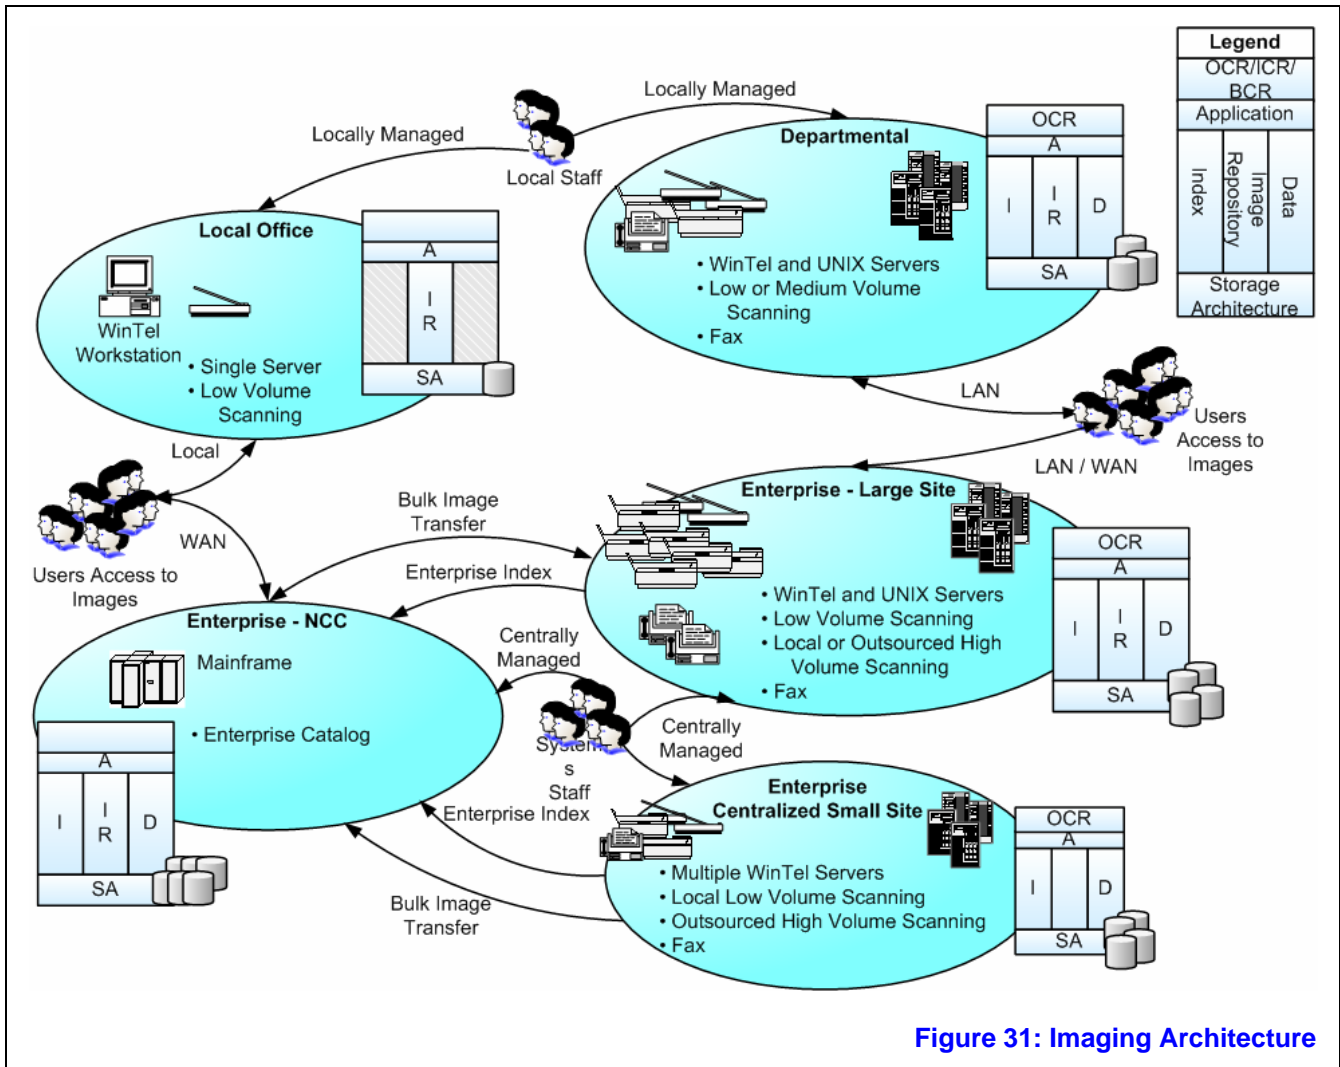 Legend
OCR/ICR/
BCR
Application
Index
Image
Repository
Data
Storage
Architecture
Locally Managed
Locally Managed
Local Staff
Departmental
• WinTel and UNIX Servers
• Low or Medium Volume
Scanning
• Fax
OCR
A
I
I
R
D
SA
Local Office
WinTel
Workstation
• Single Server
• Low Volume
Scanning
A
I
R
SA
Local
WAN
Users Access to
Images
LAN
LAN / WAN
Users
Access to
Images
Bulk Image
Transfer
Enterprise Index
Enterprise - Large Site
• WinTel and UNIX Servers
• Low Volume Scanning
• Local or Outsourced High
Volume Scanning
• Fax
OCR
A
I
I
R
D
SA
Enterprise - NCC
Mainframe
• Enterprise Catalog
A
I
I
R
D
SA
Centrally
Managed
System
s
Staff
Centrally
Managed
Enterprise Index
Bulk Image
Transfer
Enterprise
Centralized Small Site
• Multiple WinTel Servers
• Local Low Volume Scanning
• Outsourced High Volume Scanning
• Fax
OCR
A
I
D
SA
Figure 31: Imaging Architecture